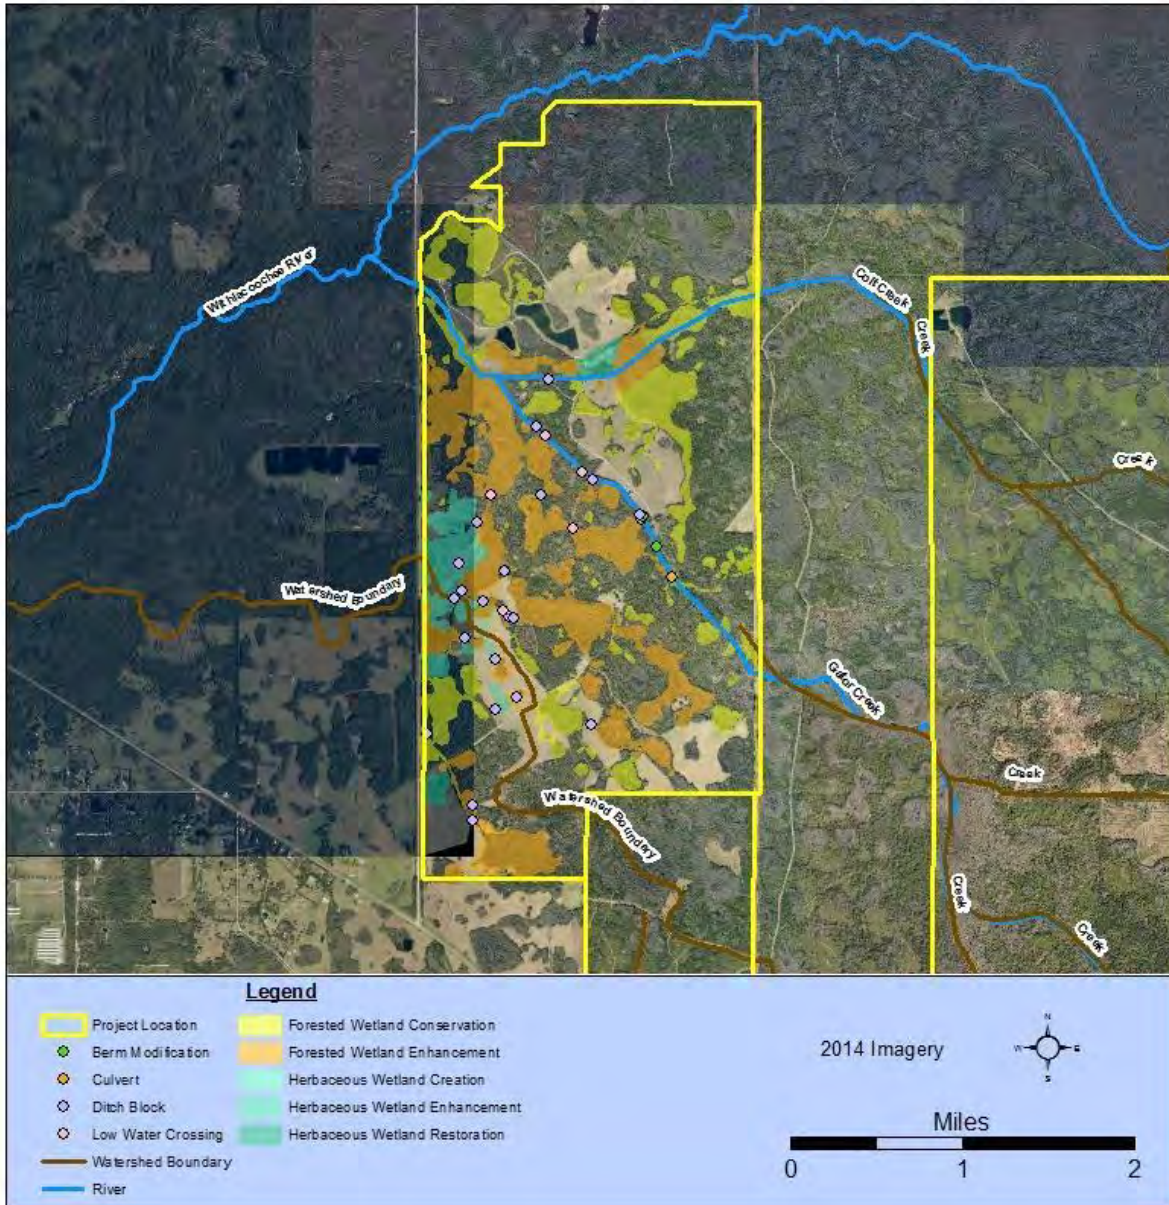 Withlacoochee River
Colt Creek
Creek
Creek
Watershed Boundary
Gator Creek
Creek
Watershed Boundary
Creek
Creek
Legend
Project Location
Berm Modification
Culvert
Ditch Block
Low Water Crossing
Watershed Boundary
River
Forested Wetland Conservation
Forested Wetland Enhancement
Herbaceous Wetland Creation
Herbaceous Wetland Enhancement
Herbaceous Wetland Restoration
2014 Imagery
N
W E
S
Miles
0 1 2